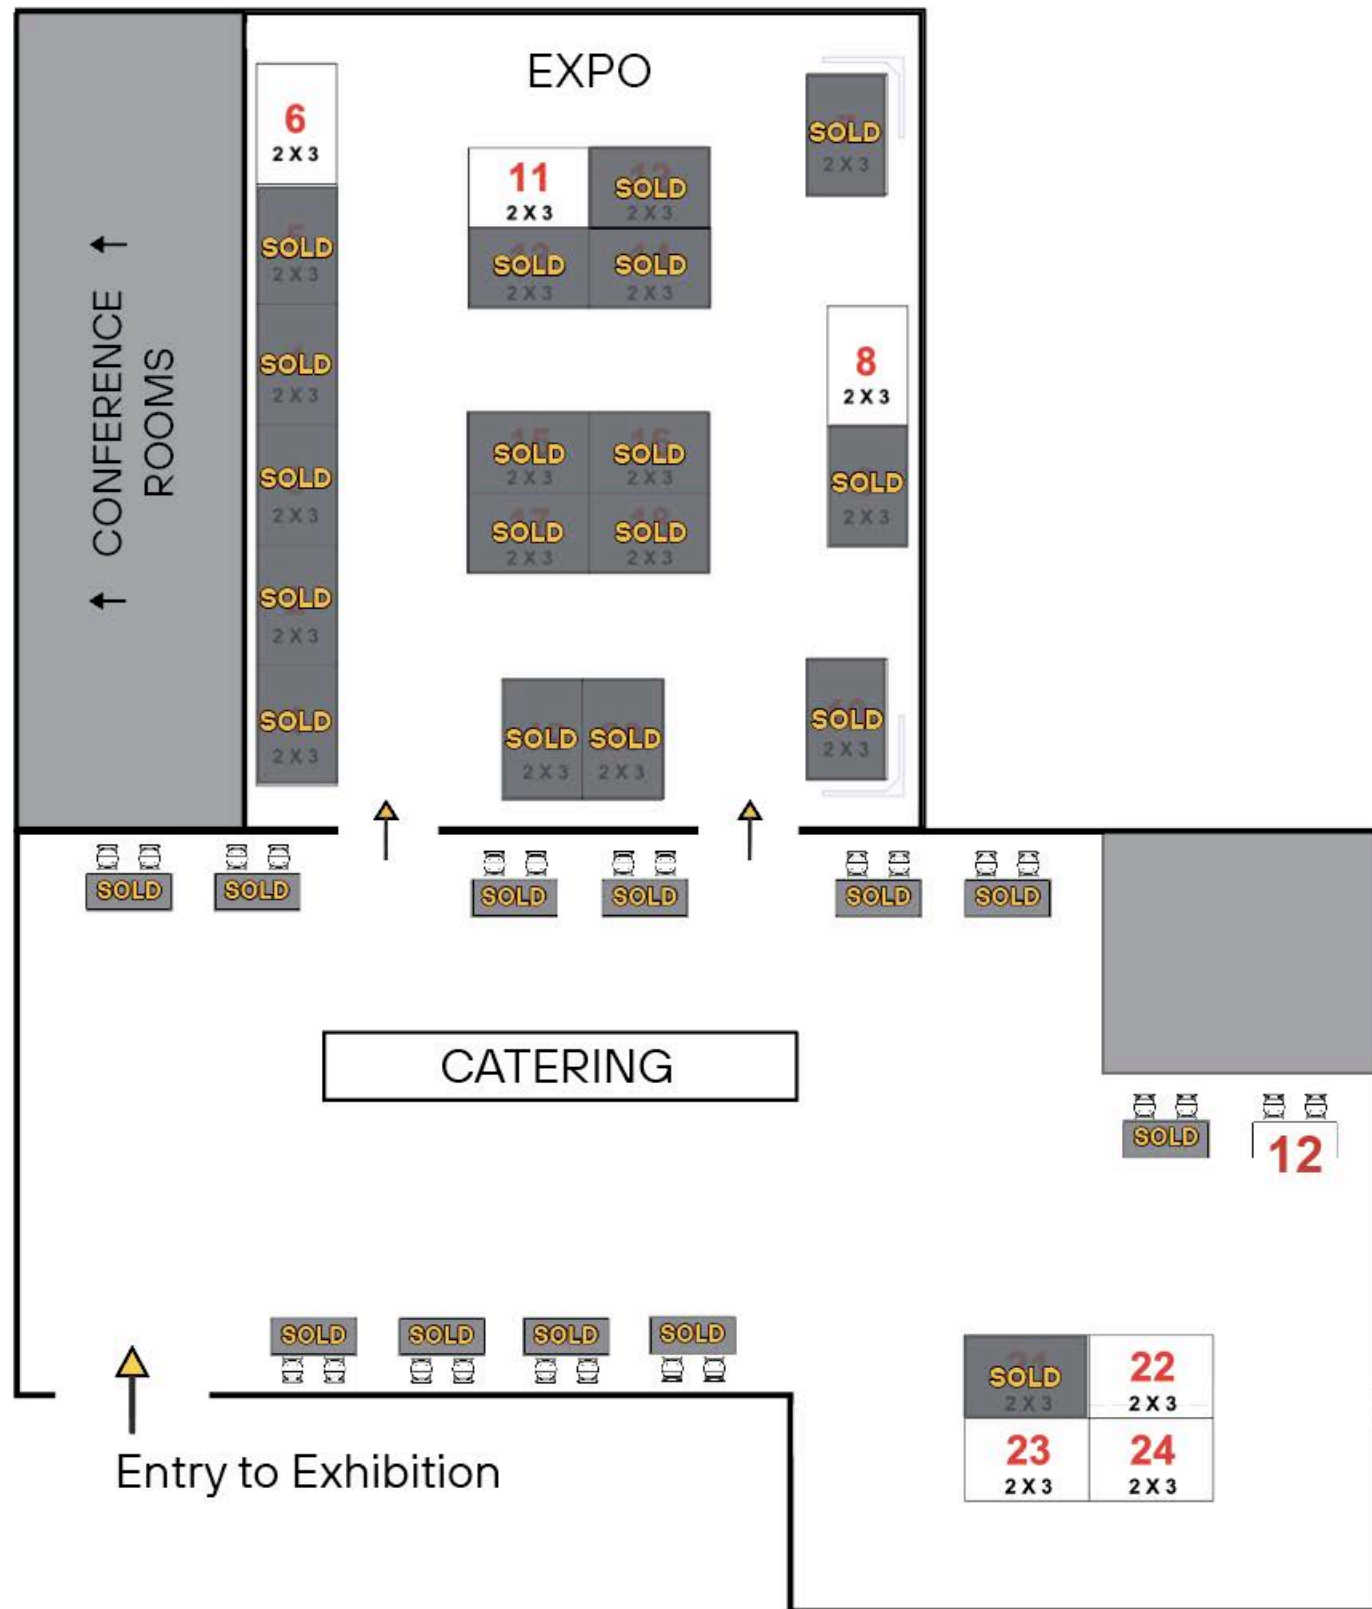 EXPO
6
2 X 3
SOLD
2 X 3
SOLD
2 X 3
SOLD
2 X 3
SOLD
2 X 3
SOLD
2 X 3
← CONFERENCE ←
ROOMS
11
2 X 3
SOLD
2 X 3
SOLD
2 X 3
SOLD
2 X 3
SOLD
2 X 3
SOLD
2 X 3
SOLD
2 X 3
SOLD
2 X 3
SOLD SOLD
2 X 3 2 X 3
SOLD
2 X 3
8
2 X 3
SOLD
2 X 3
SOLD
2 X 3
SOLD SOLD SOLD SOLD SOLD SOLD
CATERING
SOLD 12
SOLD SOLD SOLD SOLD
Entry to Exhibition
SOLD
2 X 3
22
2 X 3
23
2 X 3
24
2 X 3